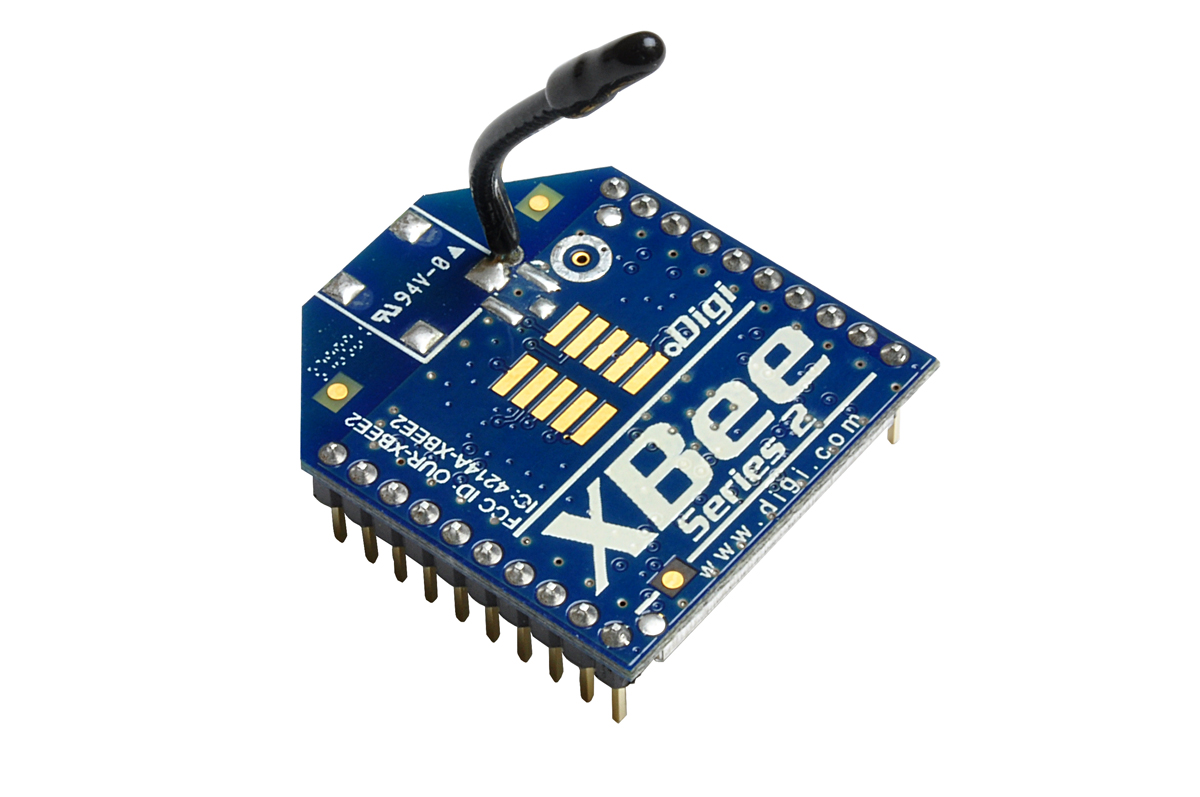 94V-0
Digi
XBee
Series 2
www.digi.com
FCC ID: OUR-XBEE2
IC: 4214A-XBEE2